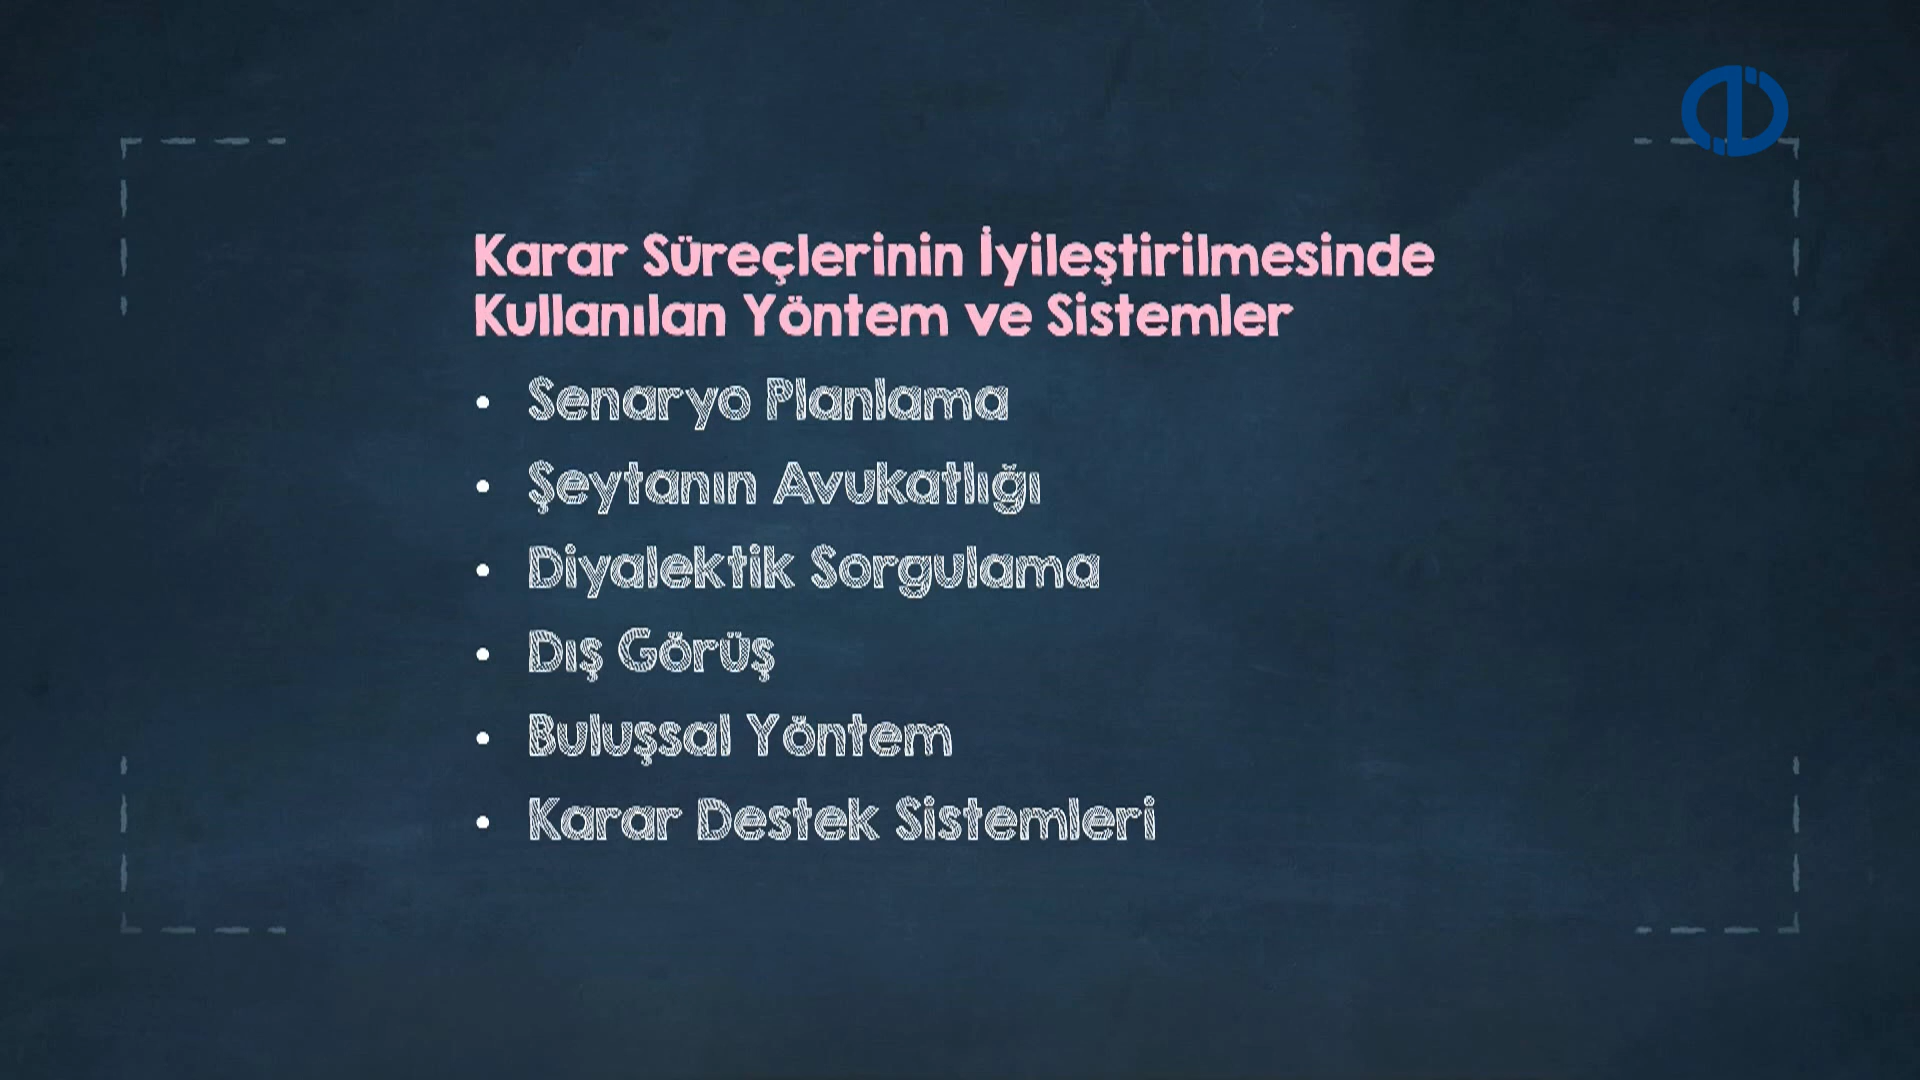 Karar Süreçlerinin İyileştirilmesinde
Kullanılan Yöntem ve Sistemler
• Senaryo Planlama
• Şeytanın Avukatlığı
• Diyalektik Sorgulama
• Dış Görüş
• Buluşsal Yöntem
• Karar Destek Sistemleri